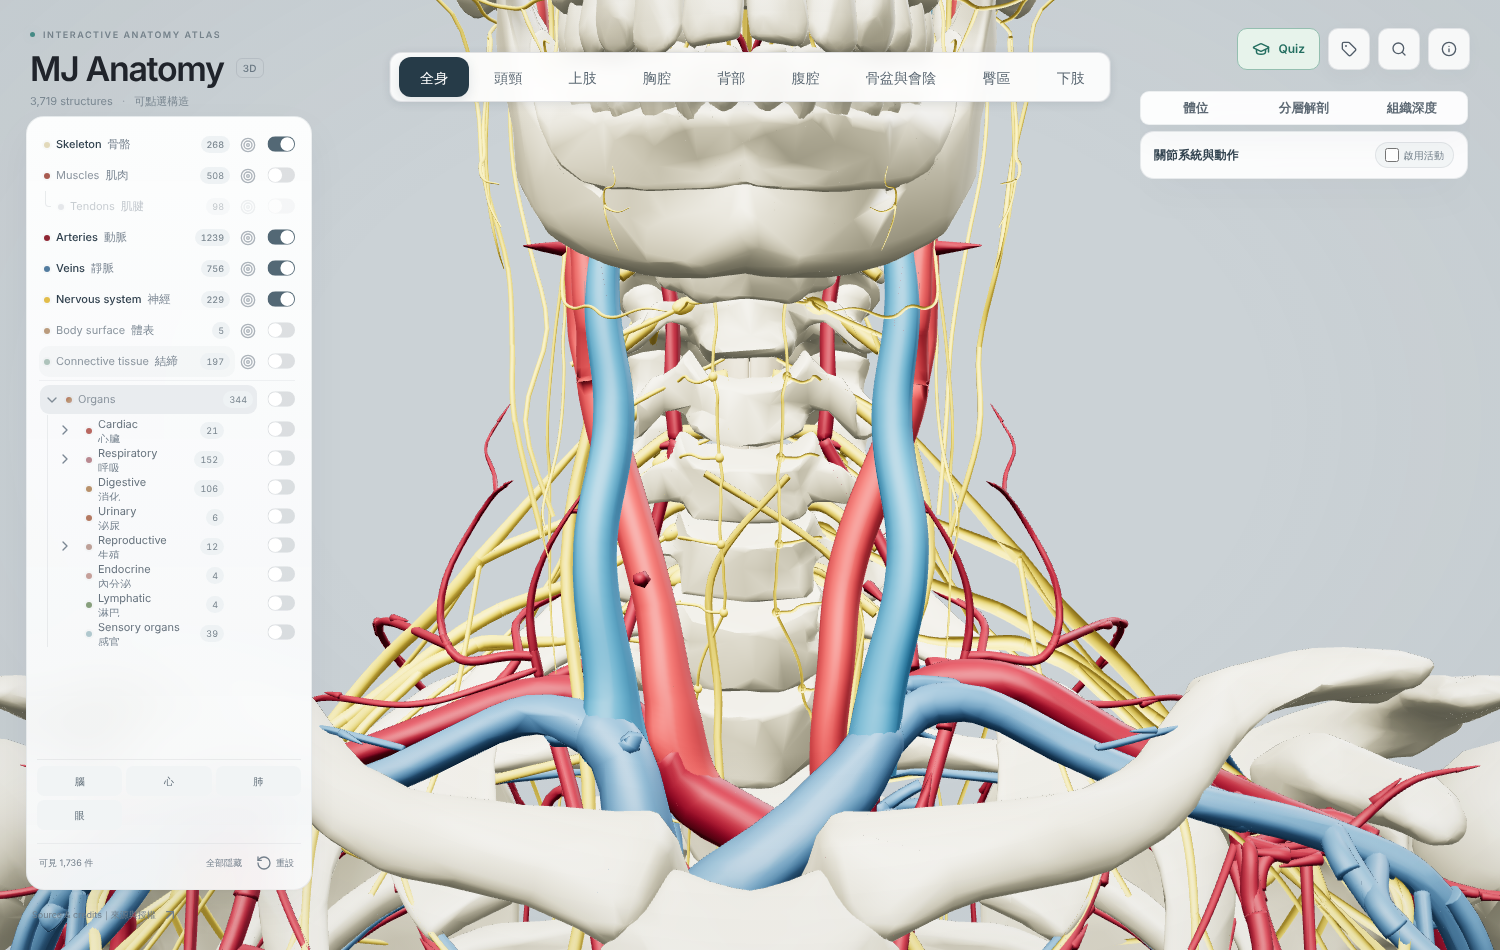 INTERACTIVE ANATOMY ATLAS
MJ Anatomy 3D
3,719 structures · 可點選構造
全身 頭頸 上肢 胸腔 背部 腹腔 骨盆與會陰 臀區 下肢
Quiz
體位 分層解剖 組織深度
關節系統與動作 啟用活動
Skeleton 骨骼 268
Muscles 肌肉 508
Tendons 肌腱 98
Arteries 動脈 1239
Veins 靜脈 756
Nervous system 神經 229
Body surface 體表 5
Connective tissue 結締 197
Organs 344
Cardiac 21
心臟
Respiratory 152
呼吸
Digestive 106
消化
Urinary 6
泌尿
Reproductive 12
生殖
Endocrine 4
內分泌
Lymphatic 4
淋巴
Sensory organs 39
感官
腦 心 肺
眼
可見 1,736 件 全部隱藏 重設
Sources & credits | 來源與授權